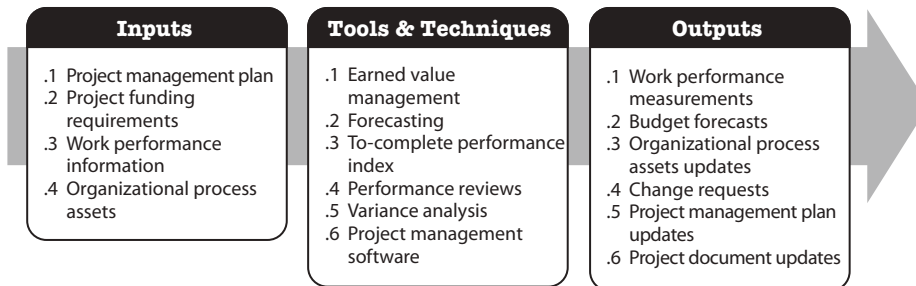 Inputs
.1 Project management plan
.2 Project funding
requirements
.3 Work performance
information
.4 Organizational process
assets
Tools & Techniques
.1 Earned value
management
.2 Forecasting
.3 To-complete performance
index
.4 Performance reviews
.5 Variance analysis
.6 Project management
software
Outputs
.1 Work performance
measurements
.2 Budget forecasts
.3 Organizational process
assets updates
.4 Change requests
.5 Project management plan
updates
.6 Project document updates